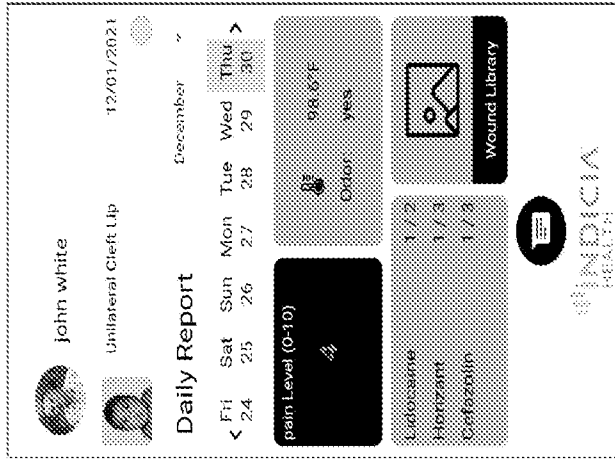 john white
Unilateral Cleft Lip 12/01/2021
Daily Report December
< Fri Sat Sun Mon Tue Wed Thu >
24 25 26 27 28 29 30
pain Level (0-10)
98.6°F
Odor yes
Lidocaine 1/2
Horizant 1/3
Cefazolin 1/3
Wound Library
INDICIA
HEALTH